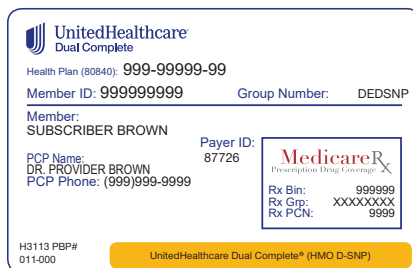 UnitedHealthcare
Dual Complete
Health Plan (80840): 999-99999-99
Member ID: 999999999 Group Number: DEDSNP
Member:
SUBSCRIBER BROWN
Payer ID:
87726
PCP Name:
DR. PROVIDER BROWN
PCP Phone: (999)999-9999
MedicareRx
Prescription Drug Coverage
Rx Bin: 999999
Rx Grp: XXXXXXXX
Rx PCN: 9999
H3113 PBP#
011-000
UnitedHealthcare Dual Complete® (HMO D-SNP)